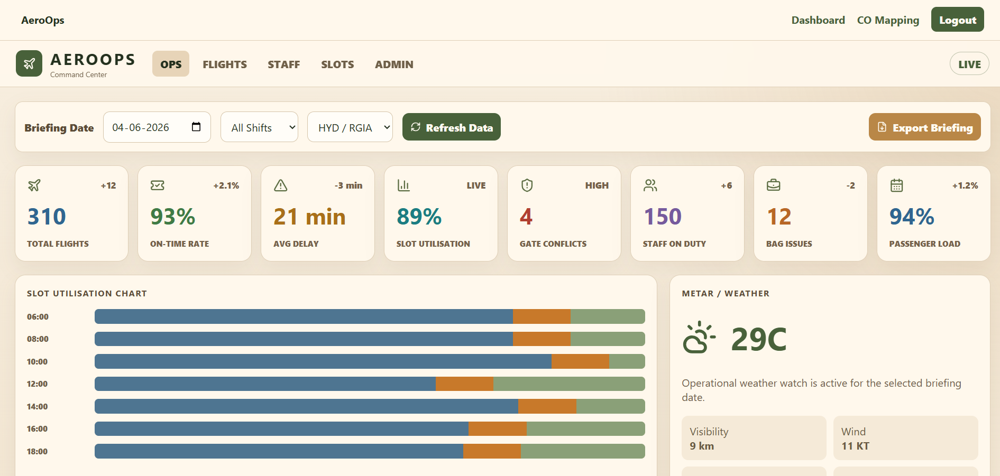 AeroOps
Dashboard CO Mapping Logout
AEROOPS
Command Center
OPS FLIGHTS STAFF SLOTS ADMIN
LIVE
Briefing Date 04-06-2026 All Shifts HYD / RGIA Refresh Data Export Briefing
+12
310
TOTAL FLIGHTS
+2.1%
93%
ON-TIME RATE
-3 min
21 min
AVG DELAY
LIVE
89%
SLOT UTILISATION
HIGH
4
GATE CONFLICTS
+6
150
STAFF ON DUTY
-2
12
BAG ISSUES
+1.2%
94%
PASSENGER LOAD
SLOT UTILISATION CHART
06:00
08:00
10:00
12:00
14:00
16:00
18:00
METAR / WEATHER
29C
Operational weather watch is active for the selected briefing
date.
Visibility
9 km
Wind
11 KT